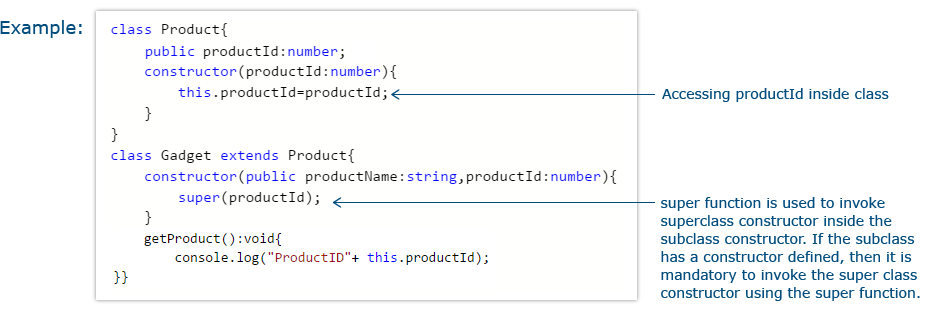 Example:
class Product{
public productId:number;
constructor(productId:number){
this.productId=productId;
Accessing productId inside class
}
}
class Gadget extends Product{
constructor(public productName:string,productId:number){
super(productId);
super function is used to invoke
superclass constructor inside the
subclass constructor. If the subclass
has a constructor defined, then it is
mandatory to invoke the super class
constructor using the super function.
}
getProduct():void{
console.log("ProductID"+ this.productId);
}}